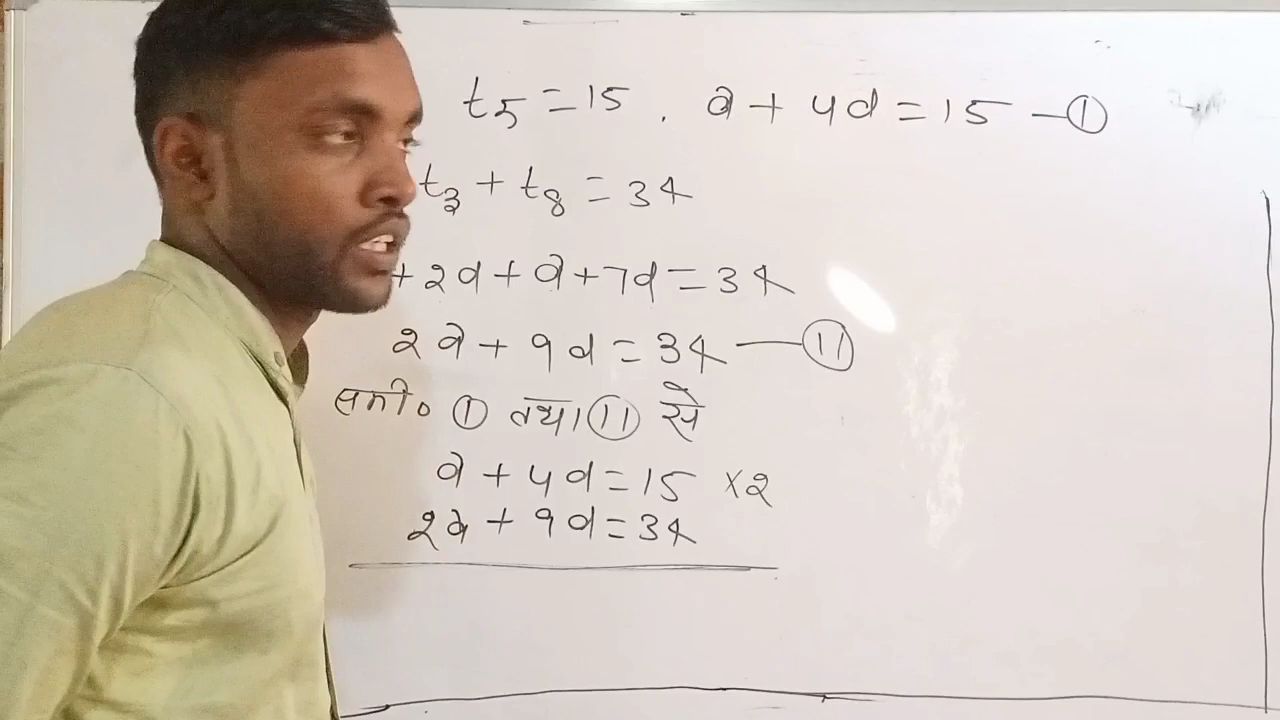 t₅ = 15 . a + 4d = 15 — ①
t₃ + t₈ = 34
+ 2d + a + 7d = 34
2a + 9d = 34 — ⑪
समी० ① तथा ⑪ से
a + 4d = 15 × 2
2a + 9d = 34